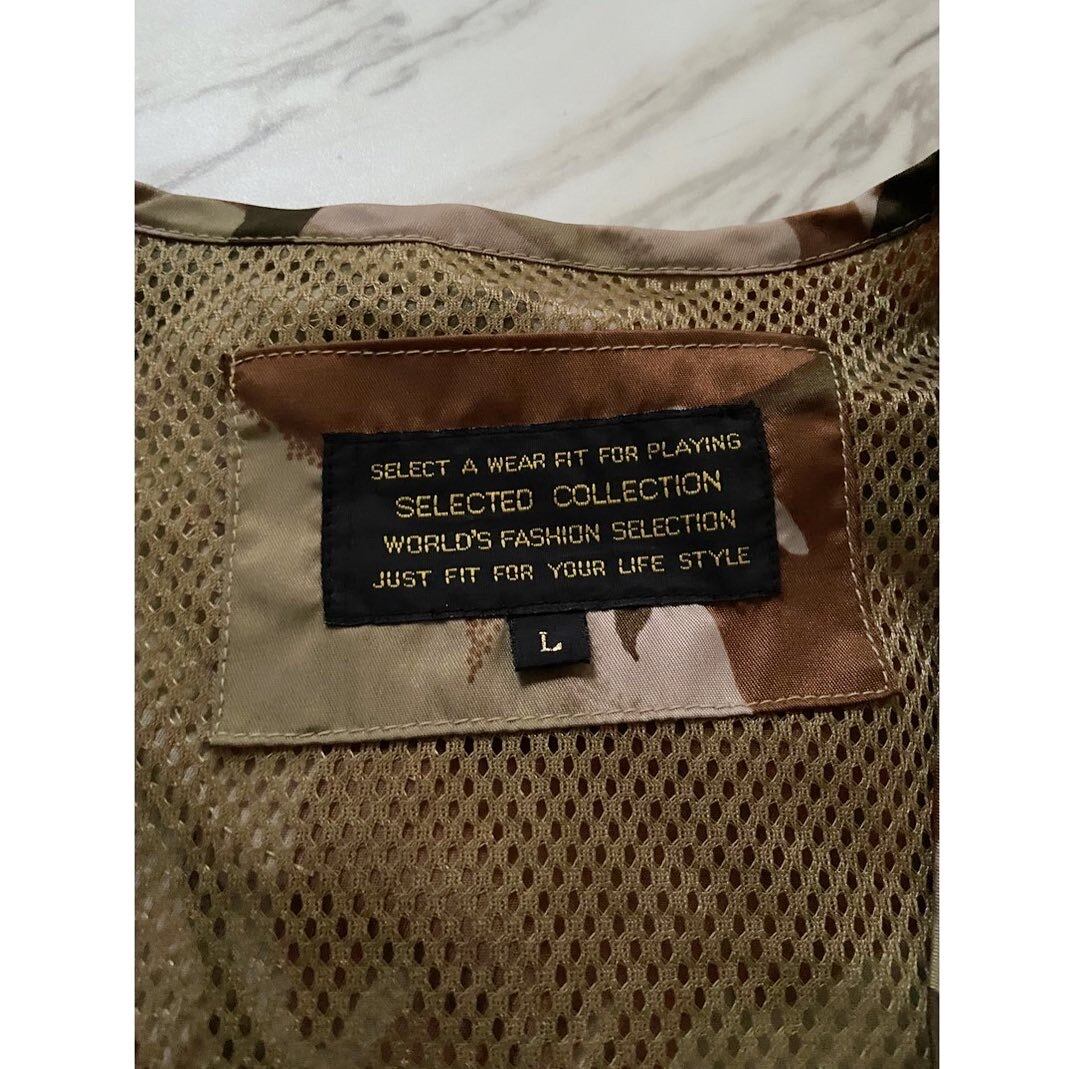 SELECT A WEAR FIT FOR PLAYING
SELECTED COLLECTION
WORLD'S FASHION SELECTION
JUST FIT FOR YOUR LIFE STYLE
L